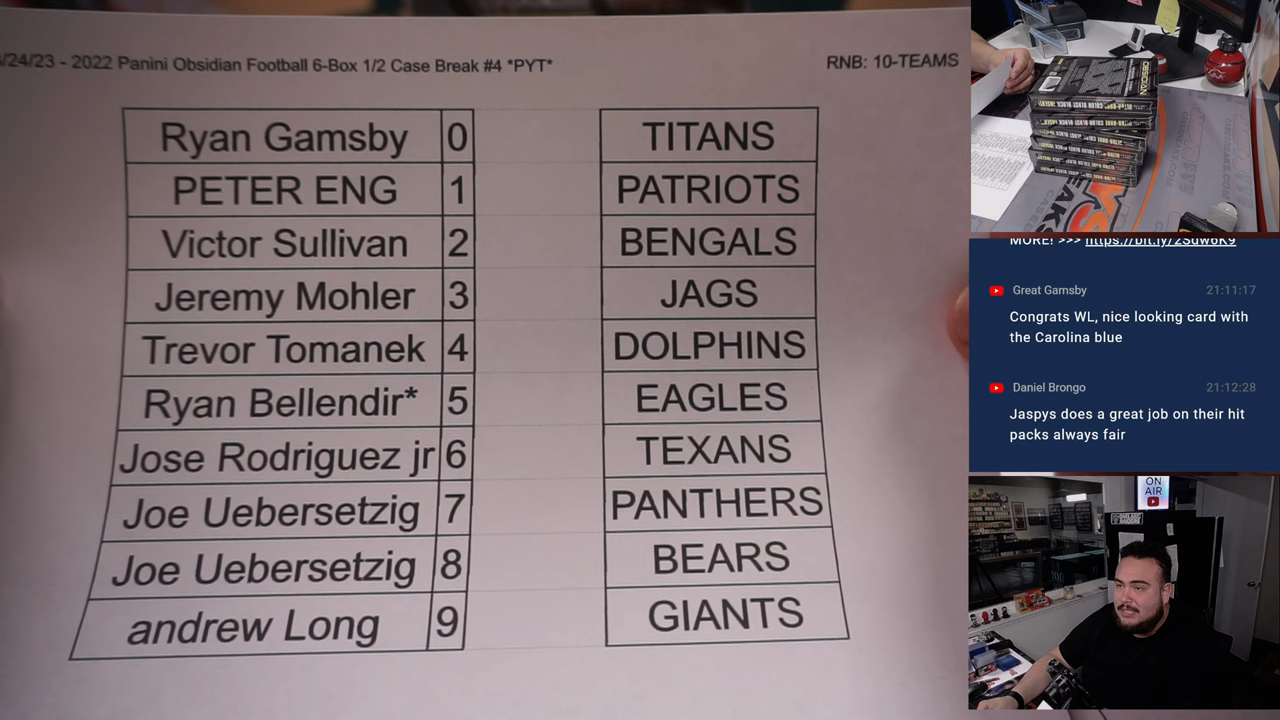 /24/23 - 2022 Panini Obsidian Football 6-Box 1/2 Case Break #4 *PYT*
RNB: 10-TEAMS
Ryan Gamsby 0 TITANS
PETER ENG 1 PATRIOTS
Victor Sullivan 2 BENGALS
Jeremy Mohler 3 JAGS
Trevor Tomanek 4 DOLPHINS
Ryan Bellendir* 5 EAGLES
Jose Rodriguez jr 6 TEXANS
Joe Uebersetzig 7 PANTHERS
Joe Uebersetzig 8 BEARS
andrew Long 9 GIANTS
OBSIDIAN
MORE! >>> https://bit.ly/2Sdw6K9
Great Gamsby 21:11:17
Congrats WL, nice looking card with
the Carolina blue
Daniel Brongo 21:12:28
Jaspys does a great job on their hit
packs always fair
ON
AIR